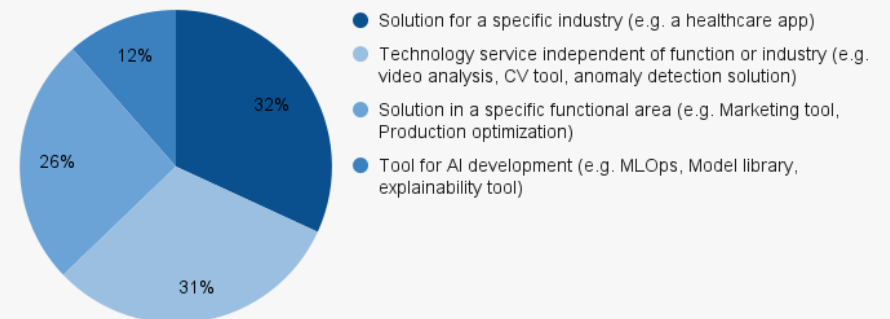 12%
32%
26%
31%
Solution for a specific industry (e.g. a healthcare app)
Technology service independent of function or industry (e.g.
video analysis, CV tool, anomaly detection solution)
Solution in a specific functional area (e.g. Marketing tool,
Production optimization)
Tool for AI development (e.g. MLOps, Model library,
explainability tool)